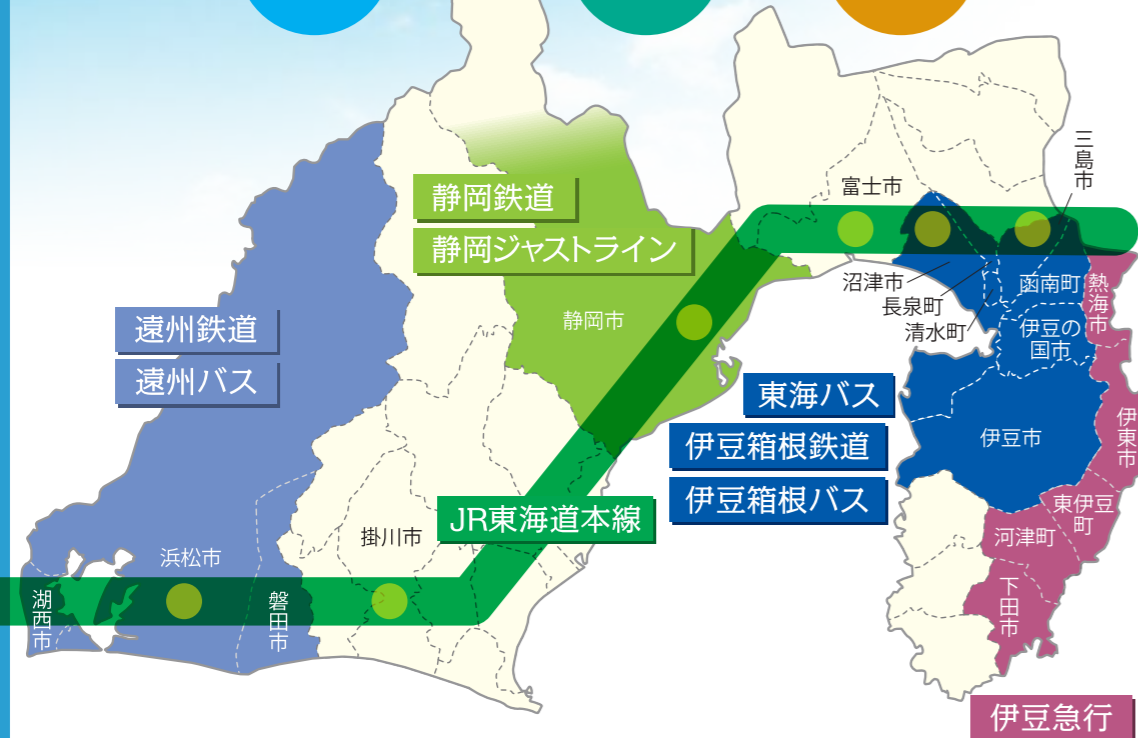 三島市
富士市
静岡鉄道
静岡ジャストライン
沼津市
長泉町
清水町
函南町
熱海市
伊豆の
国市
静岡市
遠州鉄道
遠州バス
東海バス
伊豆箱根鉄道
伊豆箱根バス
伊豆市
伊東市
東伊豆
町
河津町
下田市
JR東海道本線
掛川市
浜松市
磐田市
湖西市
伊豆急行